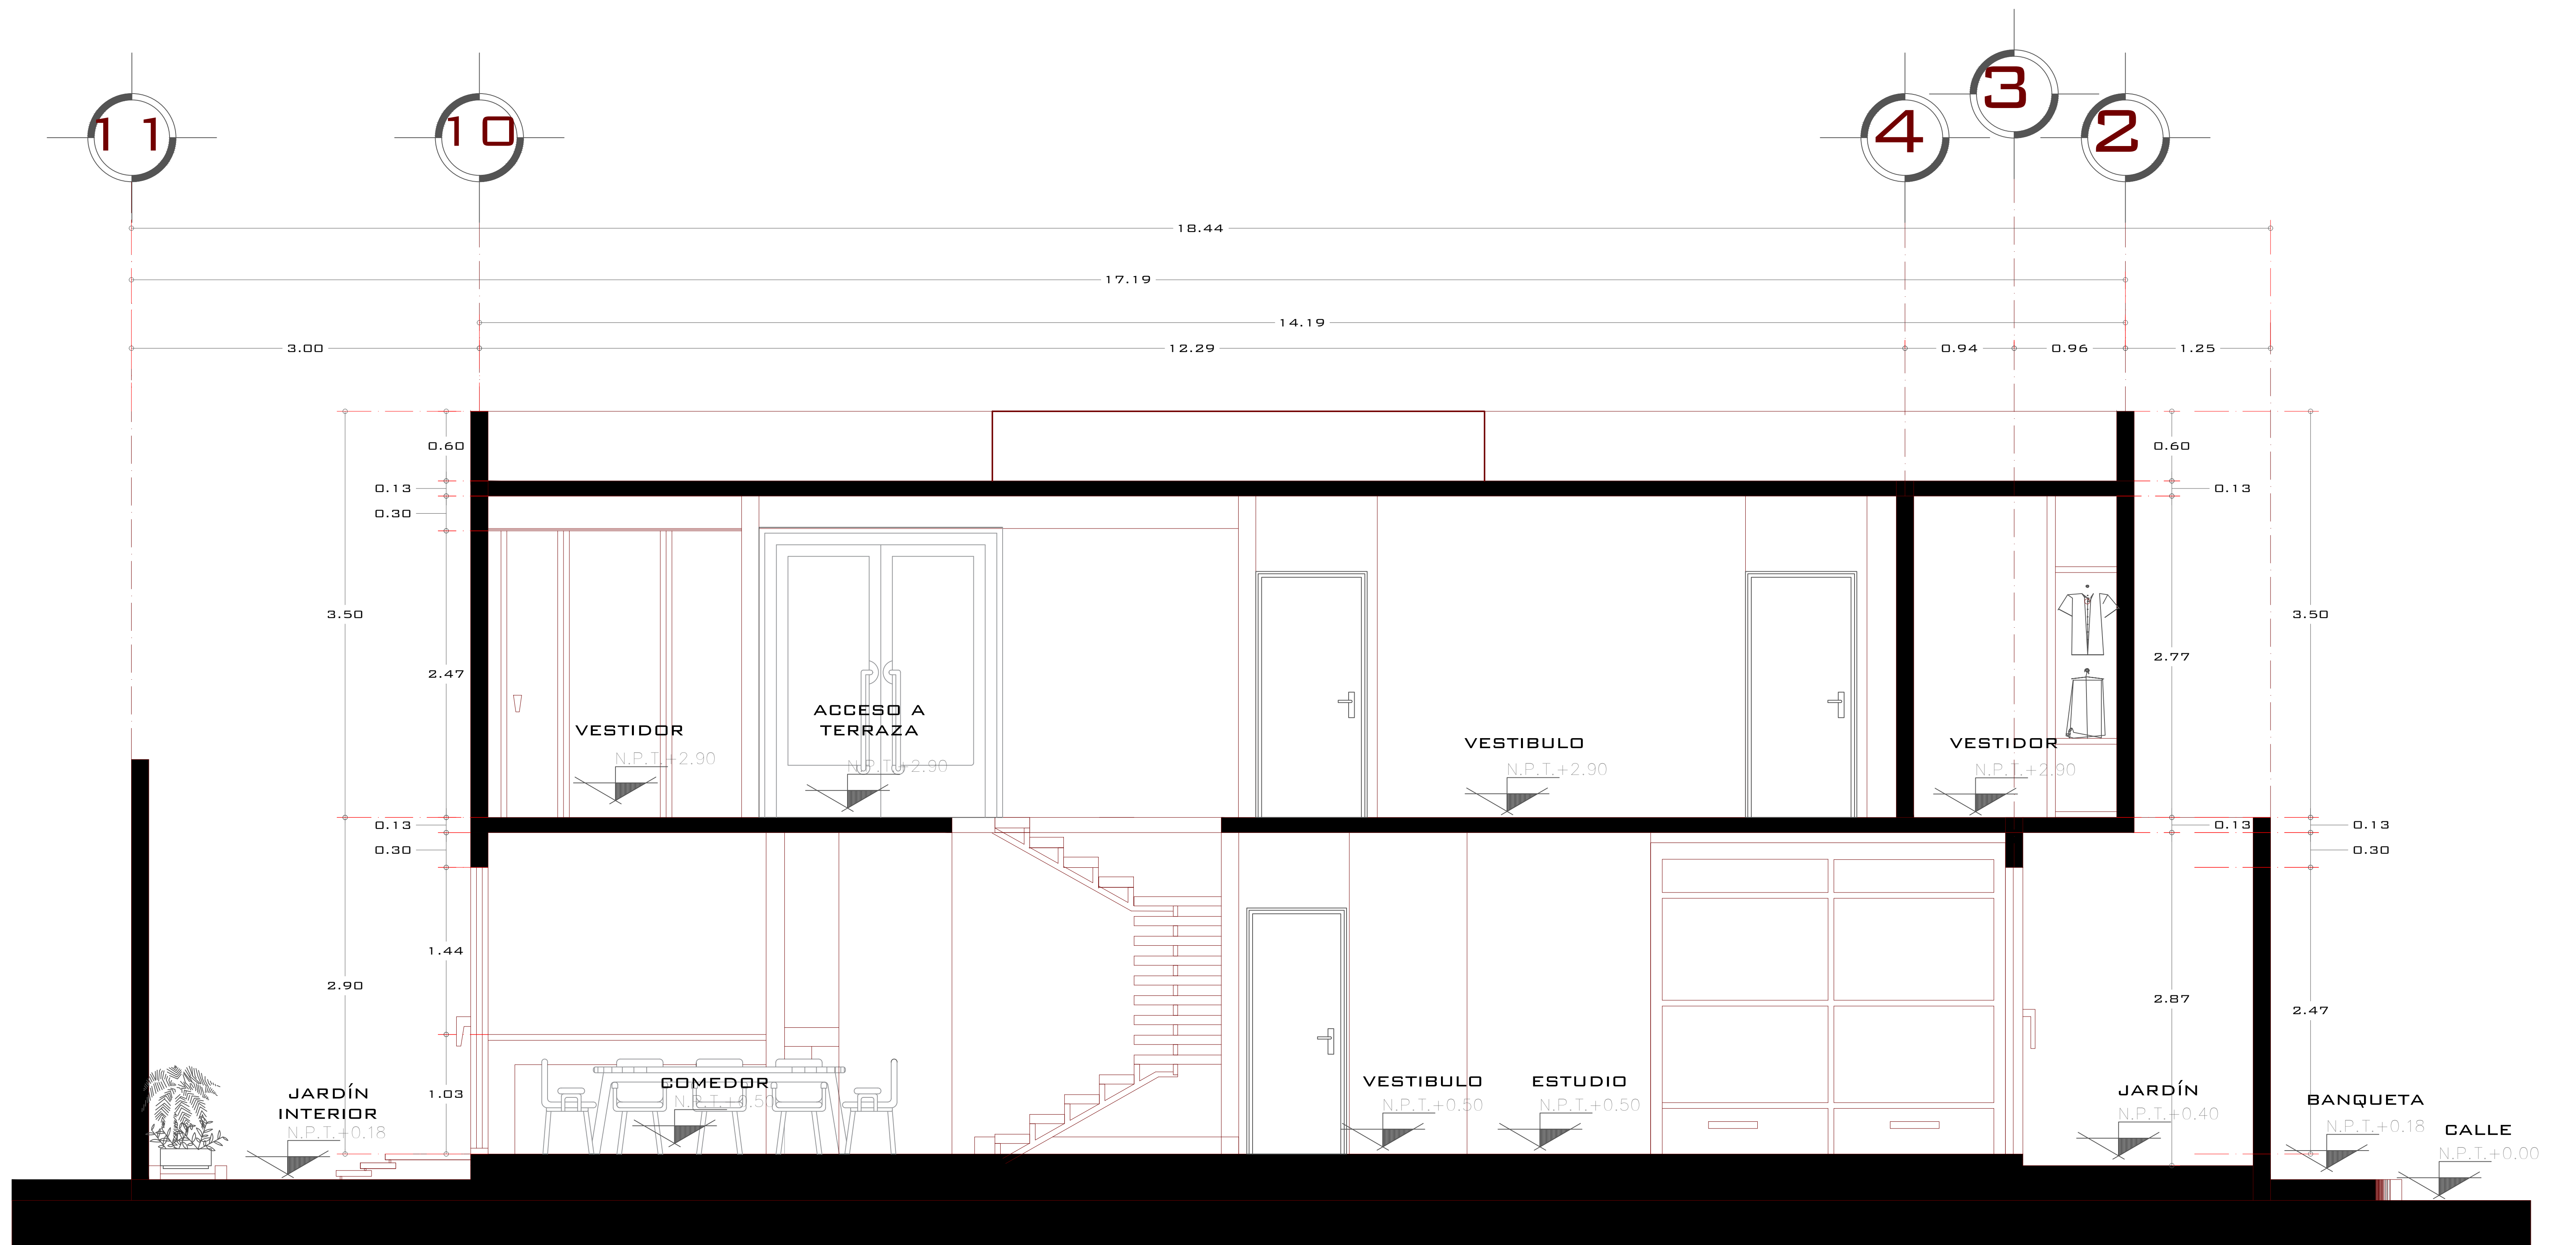 11
10
4
3
2
18.44
17.19
14.19
3.00
12.29
0.94
0.96
1.25
0.60
0.13
0.30
3.50
2.47
0.13
0.30
1.44
2.90
1.03
0.60
0.13
3.50
2.77
0.13
0.13
0.30
2.87
2.47
VESTIDOR
N.P.T.+2.90
ACCESO A
TERRAZA
N.P.T.+2.90
VESTIBULO
N.P.T.+2.90
VESTIDOR
N.P.T.+2.90
JARDÍN
INTERIOR
N.P.T.+0.18
COMEDOR
N.P.T.+0.50
VESTIBULO
N.P.T.+0.50
ESTUDIO
N.P.T.+0.50
JARDÍN
N.P.T.+0.40
BANQUETA
N.P.T.+0.18
CALLE
N.P.T.+0.00